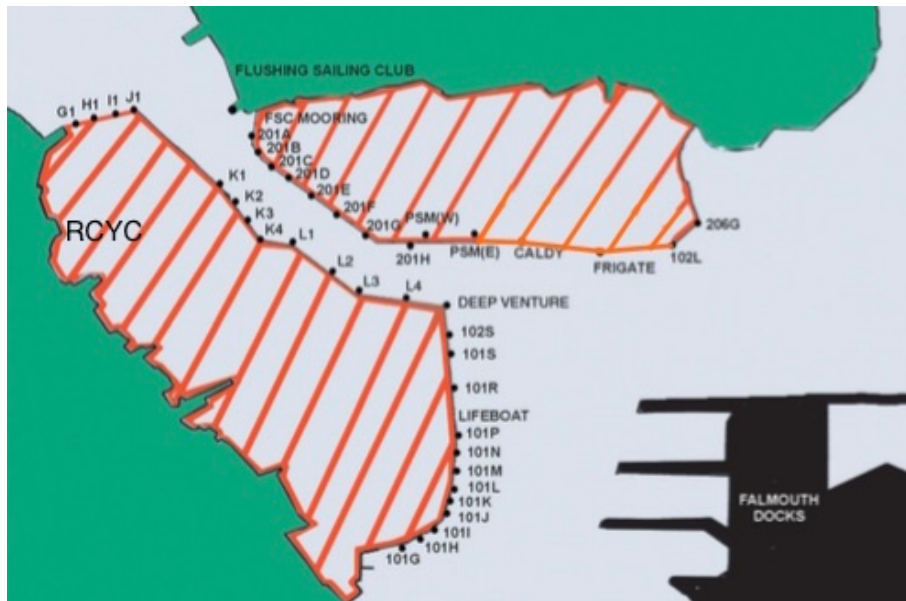 FLUSHING SAILING CLUB
G1
H1
I1
J1
FSC MOORING
201A
201B
201C
201D
201E
201F
201G
201H
PSM(W)
PSM(E)
CALDY
FRIGATE
102L
206G
K1
K2
K3
K4
RCYC
L1
L2
L3
L4
DEEP VENTURE
102S
101S
101R
LIFEBOAT
101P
101N
101M
101L
101K
101J
101I
101H
101G
FALMOUTH
DOCKS